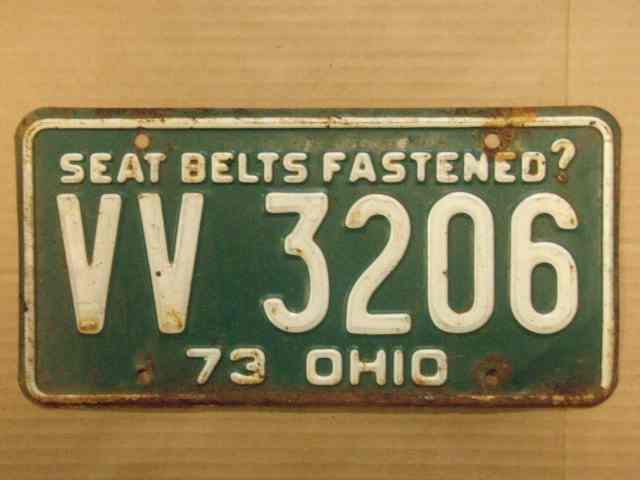 SEAT BELTS FASTENED?
VV 3206
73 OHIO